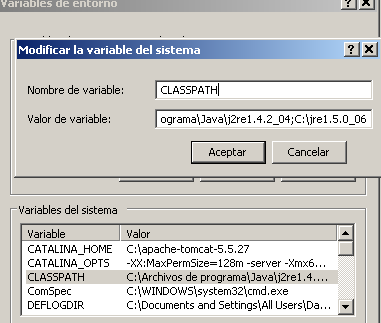 Variables de entorno
Modificar la variable del sistema
Nombre de variable: CLASSPATH
Valor de variable: ograma\Java\j2re1.4.2_04;C:\jre1.5.0_06
Aceptar Cancelar
Variables del sistema
Variable Valor
CATALINA_HOME C:\apache-tomcat-5.5.27
CATALINA_OPTS -XX:MaxPermSize=128m -server -Xmx6...
CLASSPATH C:\Archivos de programa\Java\j2re1.4....
ComSpec C:\WINDOWS\system32\cmd.exe
DEFLOGDIR C:\Documents and Settings\All Users\Da...